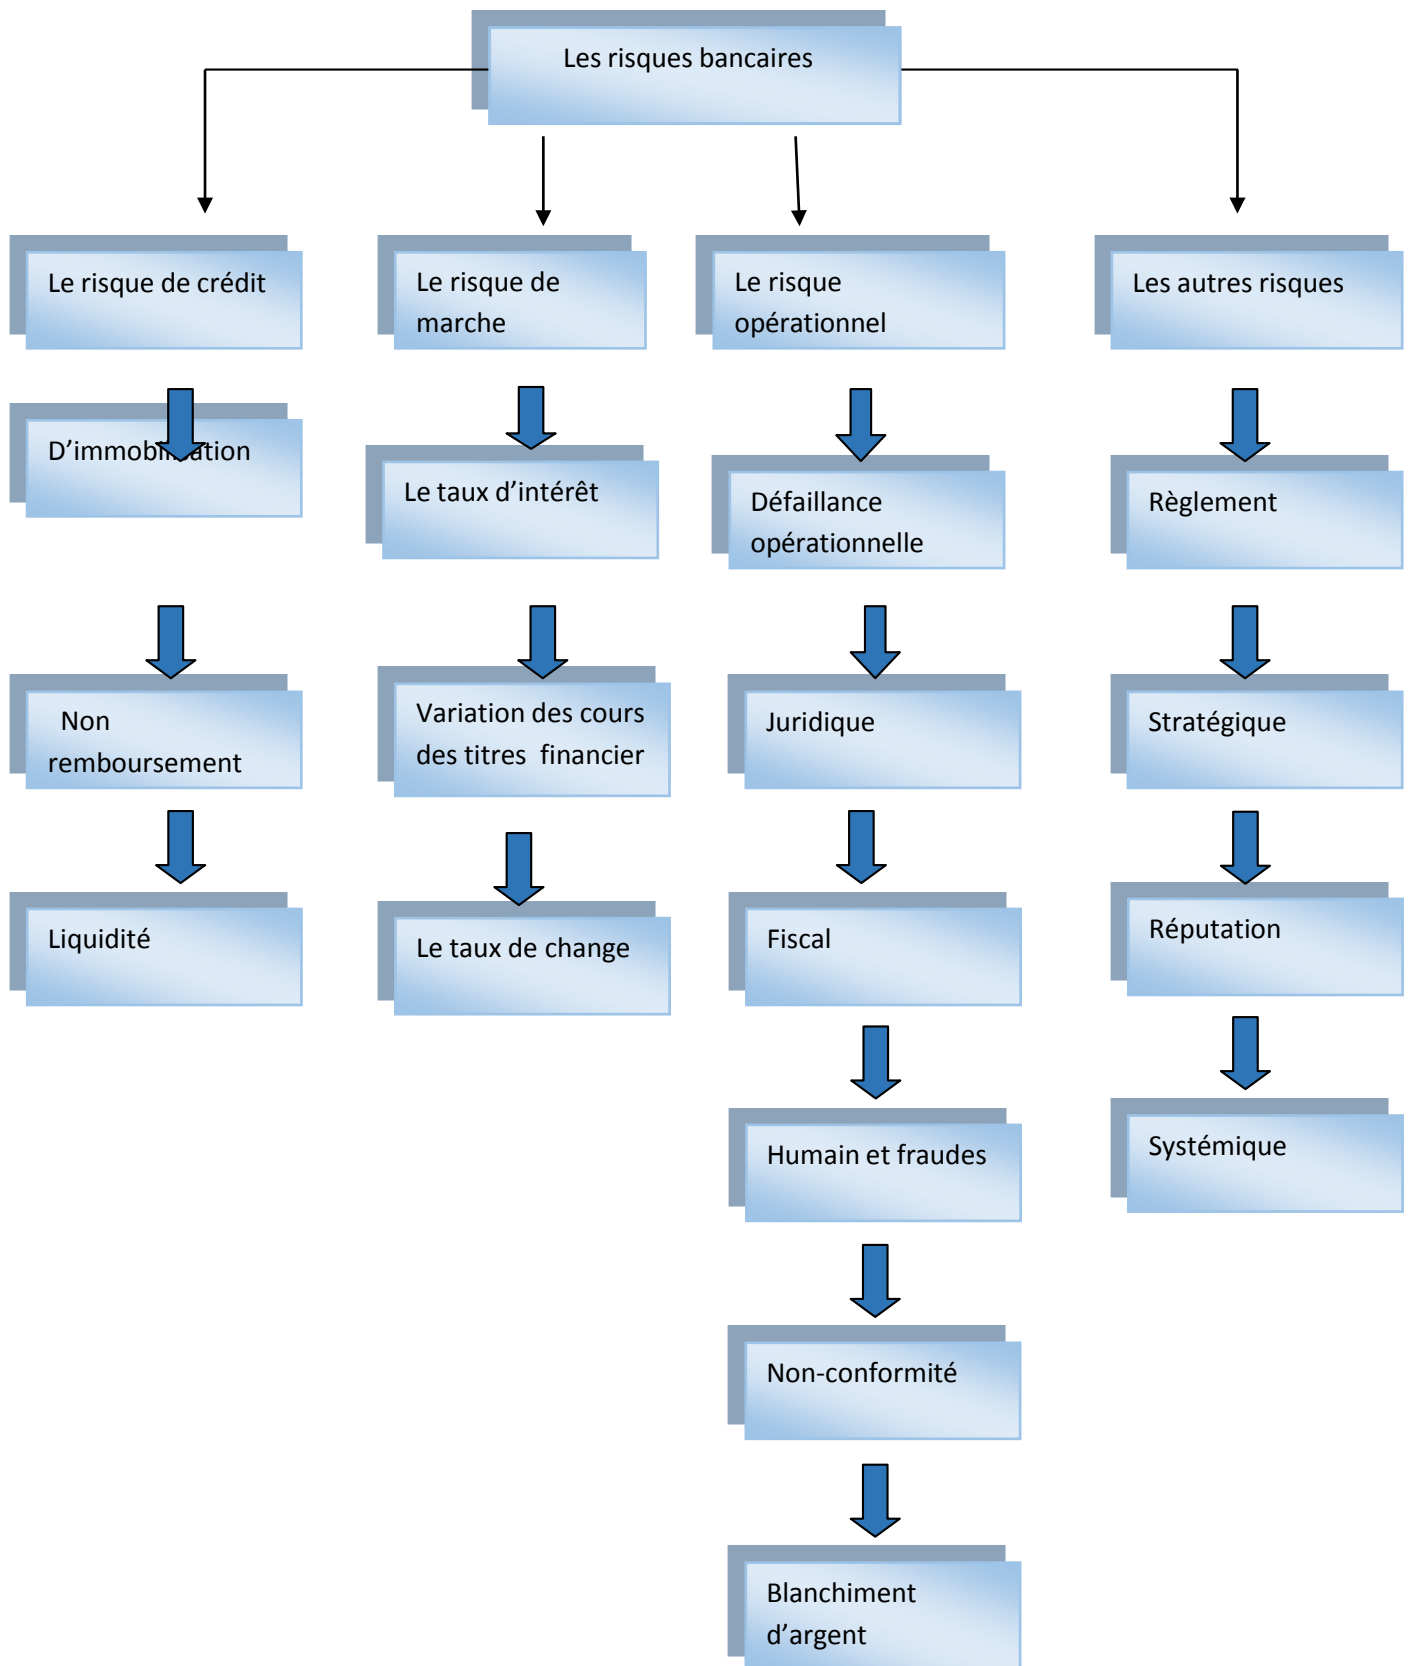 Les risques bancaires
Le risque de crédit
Le risque de
marche
Le risque
opérationnel
Les autres risques
D’immobilisation
Le taux d’intérêt
Défaillance
opérationnelle
Règlement
Non
remboursement
Variation des cours
des titres financier
Juridique
Stratégique
Liquidité
Le taux de change
Fiscal
Réputation
Humain et fraudes
Systémique
Non-conformité
Blanchiment
d’argent